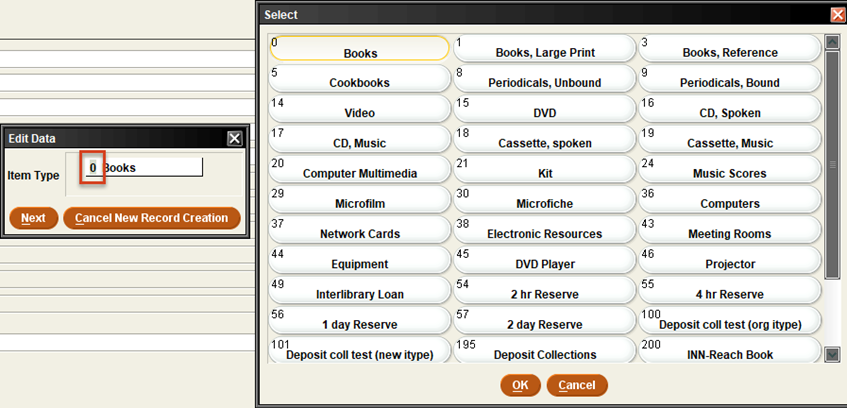 Select
0 Books
1 Books, Large Print
3 Books, Reference
5 Cookbooks
8 Periodicals, Unbound
9 Periodicals, Bound
14 Video
15 DVD
16 CD, Spoken
17 CD, Music
18 Cassette, spoken
19 Cassette, Music
20 Computer Multimedia
21 Kit
24 Music Scores
29 Microfilm
30 Microfiche
36 Computers
37 Network Cards
38 Electronic Resources
43 Meeting Rooms
44 Equipment
45 DVD Player
46 Projector
49 Interlibrary Loan
54 2 hr Reserve
55 4 hr Reserve
56 1 day Reserve
57 2 day Reserve
100 Deposit coll test (org itype)
101 Deposit coll test (new itype)
195 Deposit Collections
200 INN-Reach Book
OK
Cancel
Edit Data
Item Type
0 Books
Next
Cancel New Record Creation